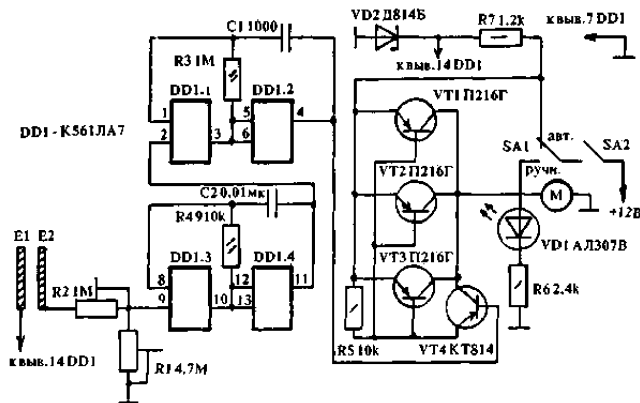 C1 1000
VD2 Д814Б
R7 1,2k
к выв.7 DD1
R3 1M
к выв.14 DD1
DD1.1
DD1.2
VT1 П216Г
1
2
3
5
6
4
DD1 - К561ЛА7
SA1
авт.
SA2
VT2 П216Г
ручн.
M
+12В
C2 0,01мк
R4 910k
E1
E2
DD1.3
DD1.4
VT3 П216Г
VD1 АЛ307В
8
9
10
12
13
11
R2 1M
R6 2,4k
к выв.14 DD1
R1 4,7M
R5 10k
VT4 КТ814